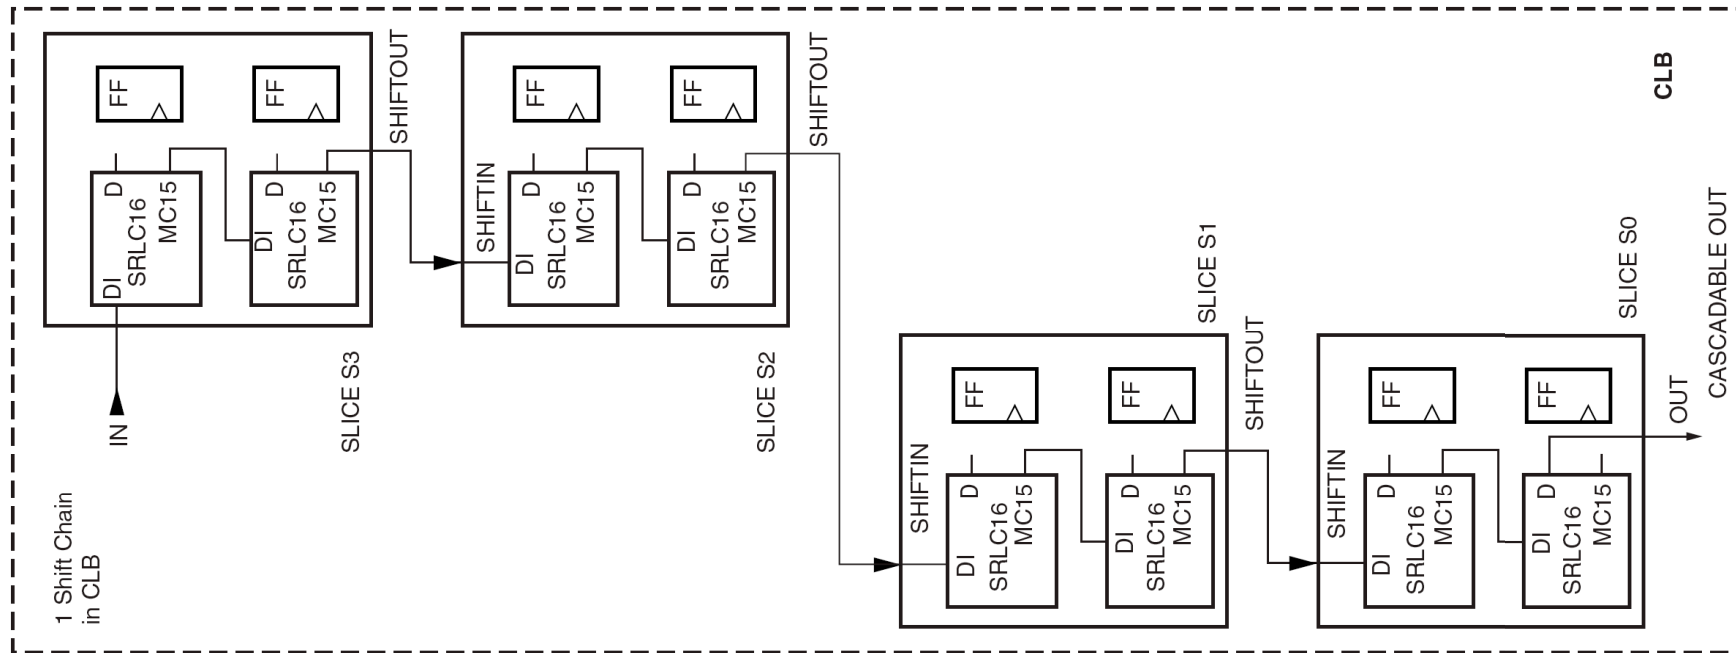 1 Shift Chain
in CLB
IN
DI
D
SRLC16
MC15
FF
DI
D
SRLC16
MC15
FF
SLICE S3
SHIFTOUT
SHIFTIN
DI
D
SRLC16
MC15
FF
DI
D
SRLC16
MC15
FF
SLICE S2
SHIFTOUT
SHIFTIN
DI
D
SRLC16
MC15
FF
DI
D
SRLC16
MC15
FF
SLICE S1
SHIFTOUT
SHIFTIN
DI
D
SRLC16
MC15
FF
DI
D
SRLC16
MC15
FF
SLICE S0
CLB
OUT
CASCADABLE OUT